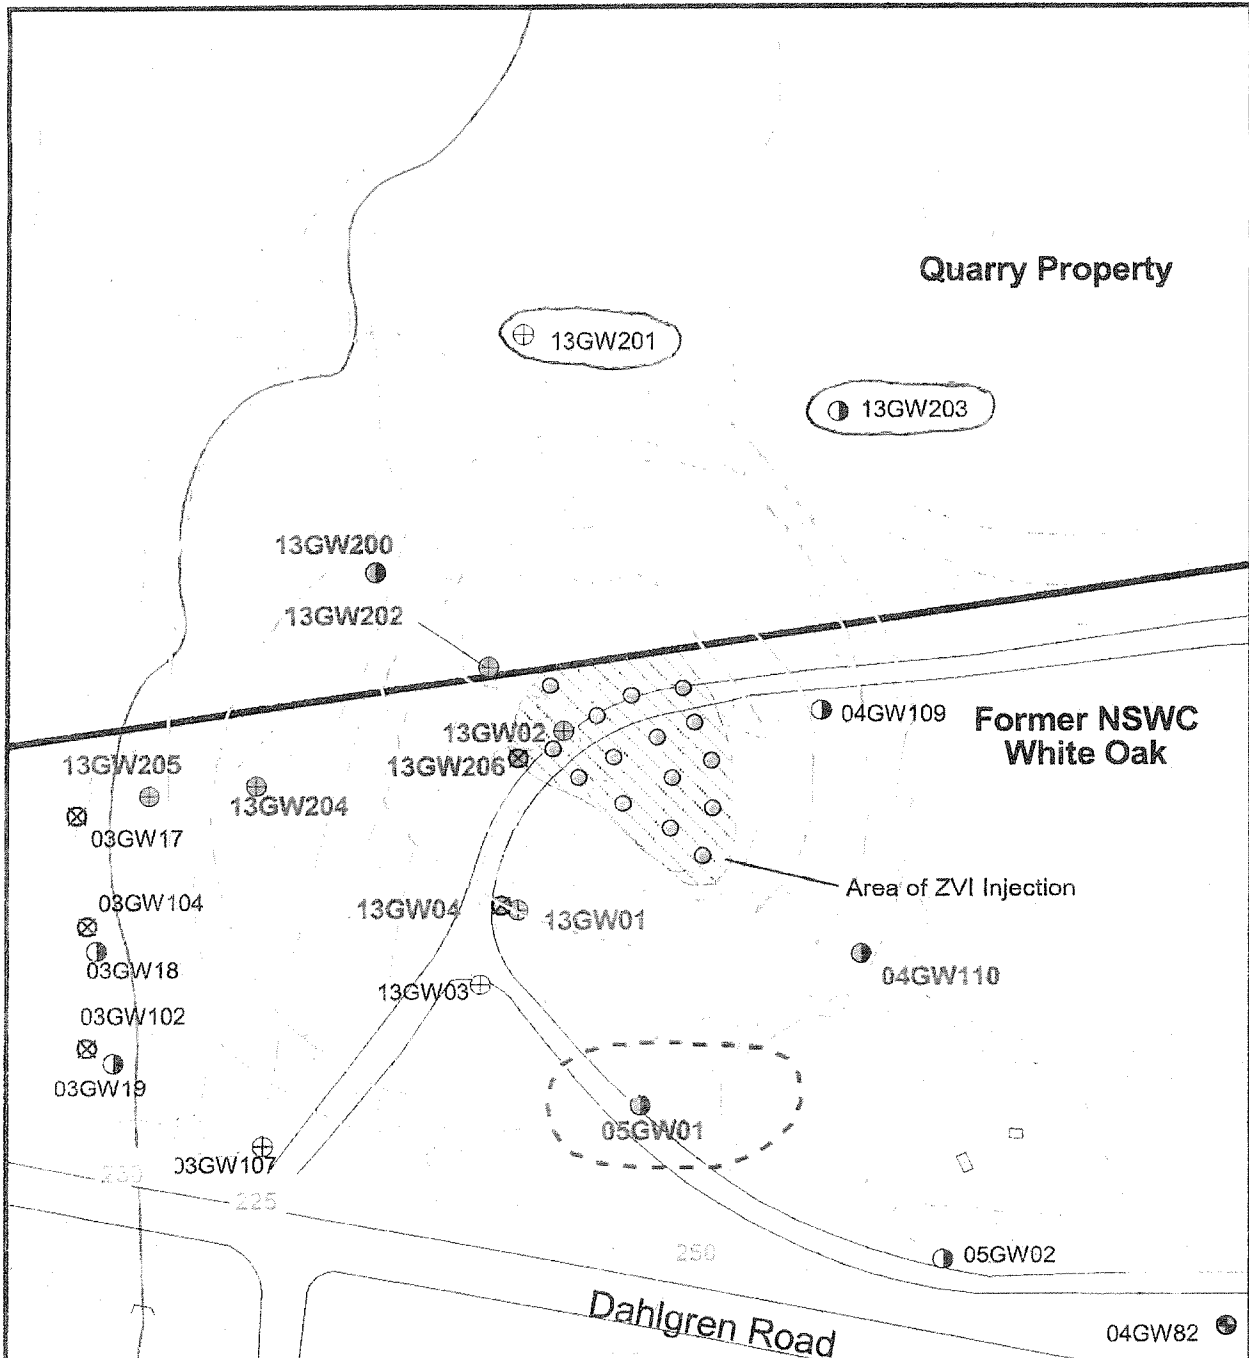 Quarry Property
13GW201
13GW203
13GW200
13GW202
13GW02
04GW109
Former NSWC
White Oak
13GW205
13GW206
13GW204
03GW17
Area of ZVI Injection
03GW104
13GW04
13GW01
03GW18
04GW110
13GW03
03GW102
03GW19
05GW01
03GW107
225
250
05GW02
Dahlgren Road
04GW82